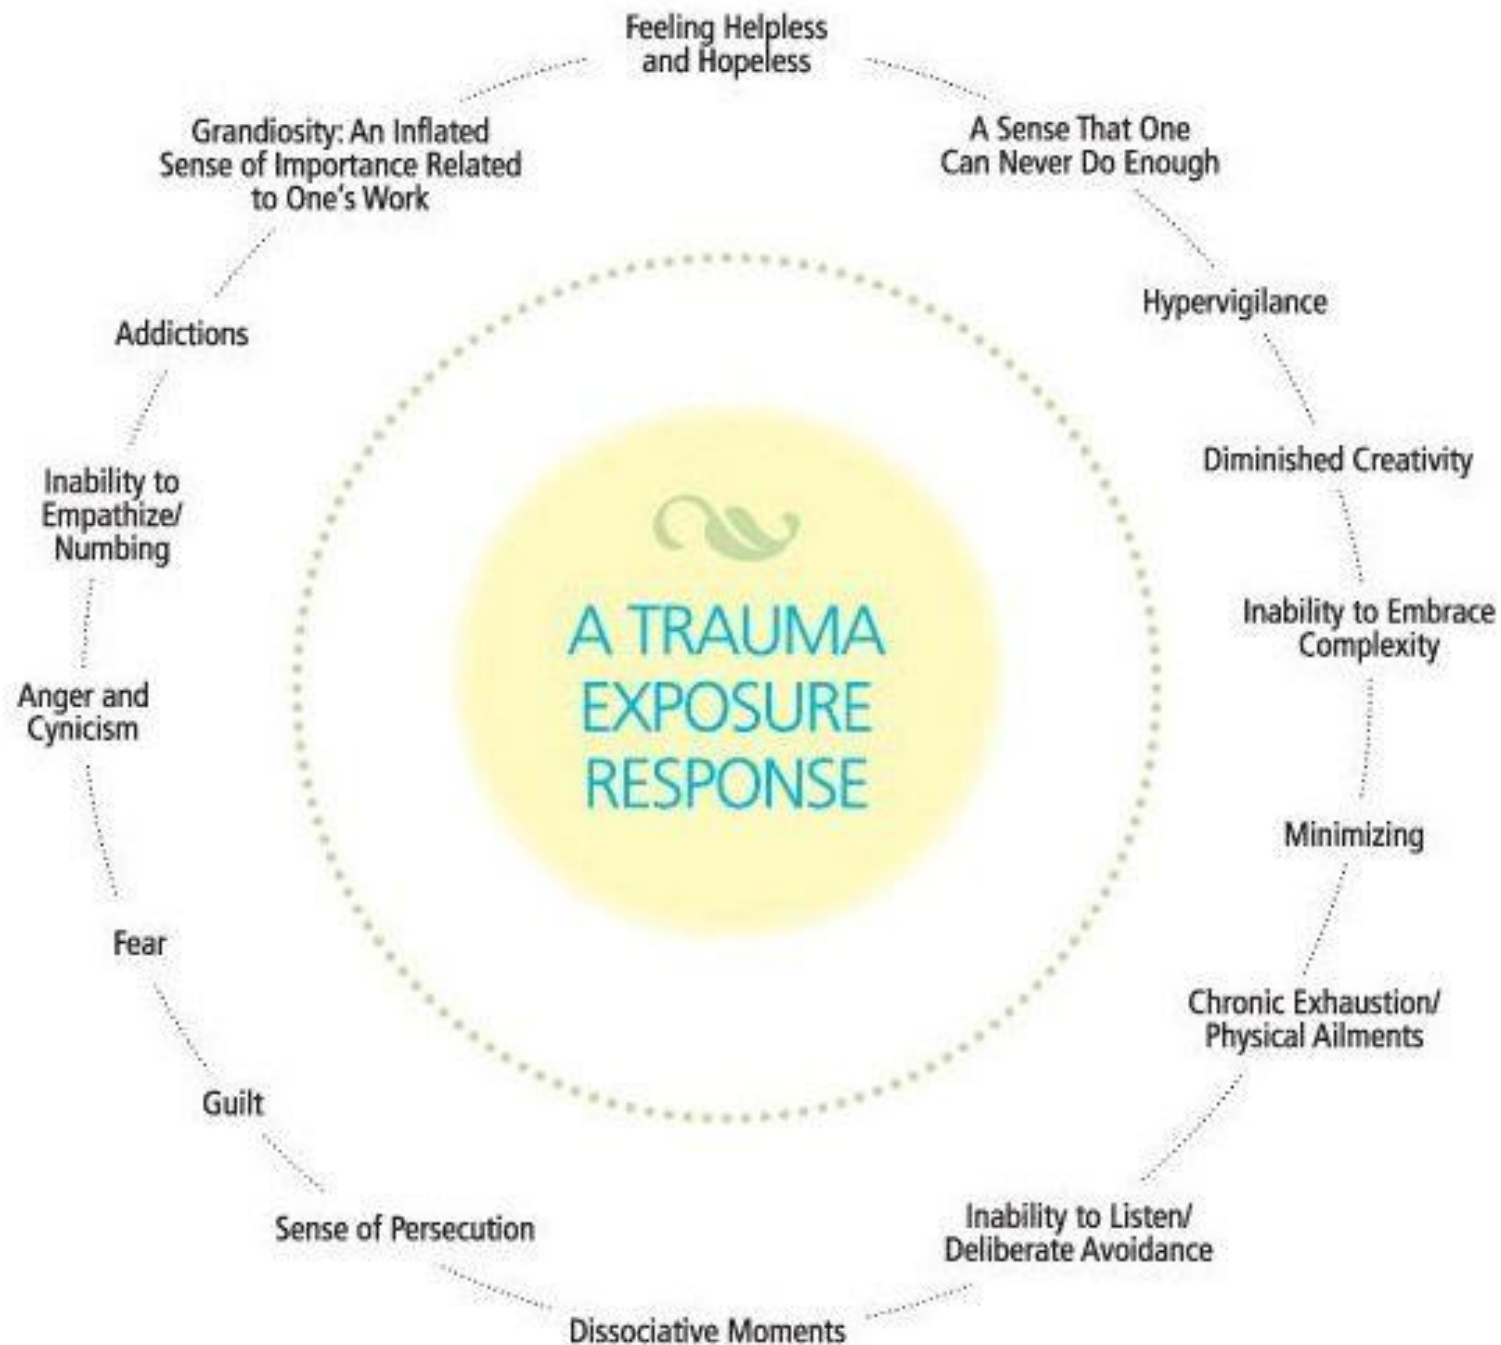 Feeling Helpless
and Hopeless
A Sense That One
Can Never Do Enough
Hypervigilance
Diminished Creativity
Inability to Embrace
Complexity
Minimizing
Chronic Exhaustion/
Physical Ailments
Inability to Listen/
Deliberate Avoidance
Dissociative Moments
Sense of Persecution
Guilt
Fear
Anger and
Cynicism
Inability to
Empathize/
Numbing
Addictions
Grandiosity: An Inflated
Sense of Importance Related
to One's Work
A TRAUMA
EXPOSURE
RESPONSE